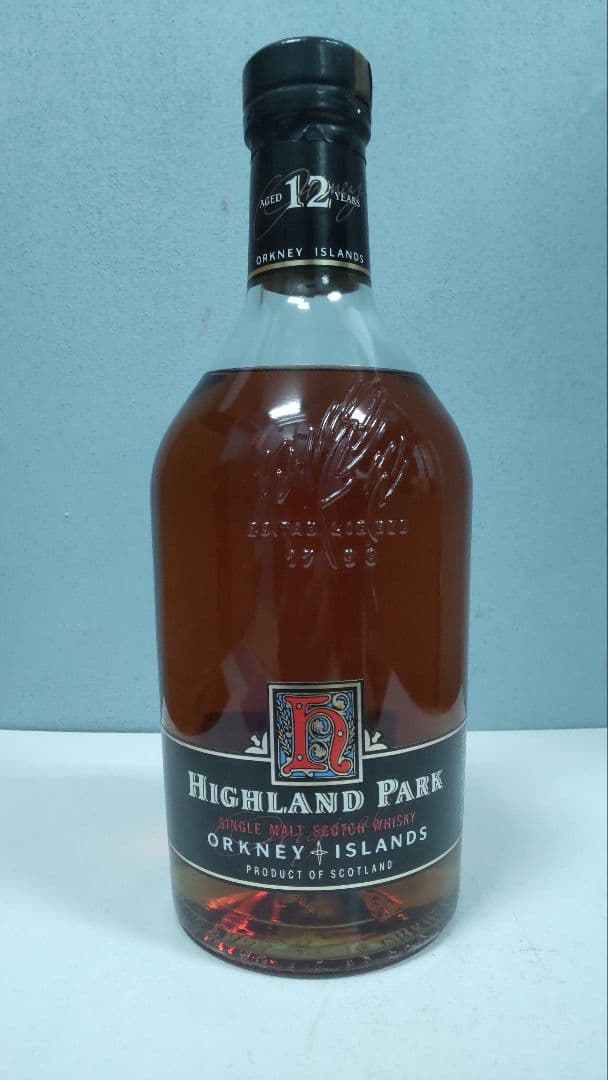 AGED 12 YEARS
ORKNEY ISLANDS
ESTABLISHED
1798
H
HIGHLAND PARK
SINGLE MALT SCOTCH WHISKY
ORKNEY ISLANDS
PRODUCT OF SCOTLAND